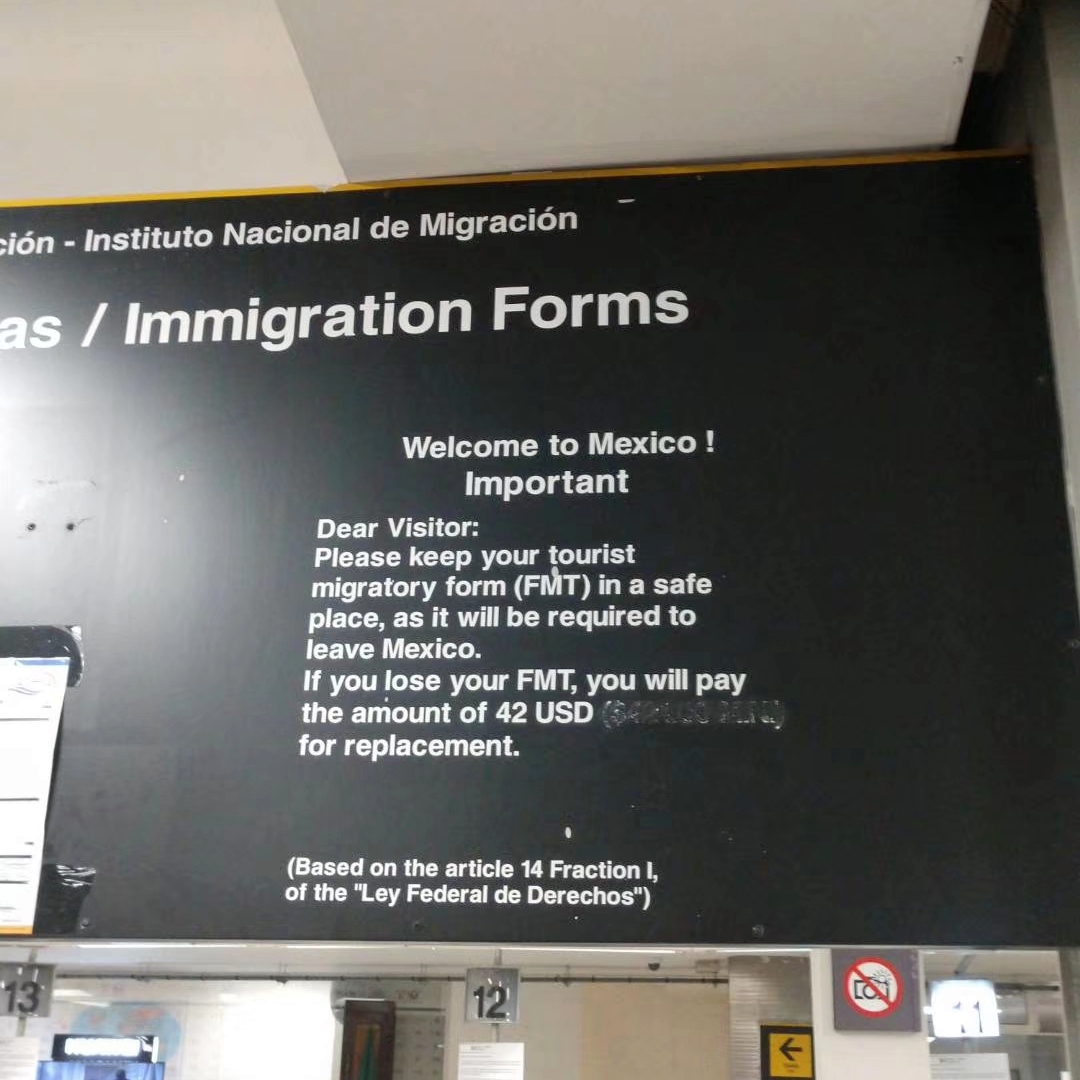 ción - Instituto Nacional de Migración
as / Immigration Forms
Welcome to Mexico !
Important
Dear Visitor:
Please keep your tourist
migratory form (FMT) in a safe
place, as it will be required to
leave Mexico.
If you lose your FMT, you will pay
the amount of 42 USD
for replacement.
(Based on the article 14 Fraction I,
of the "Ley Federal de Derechos")
13
12
11